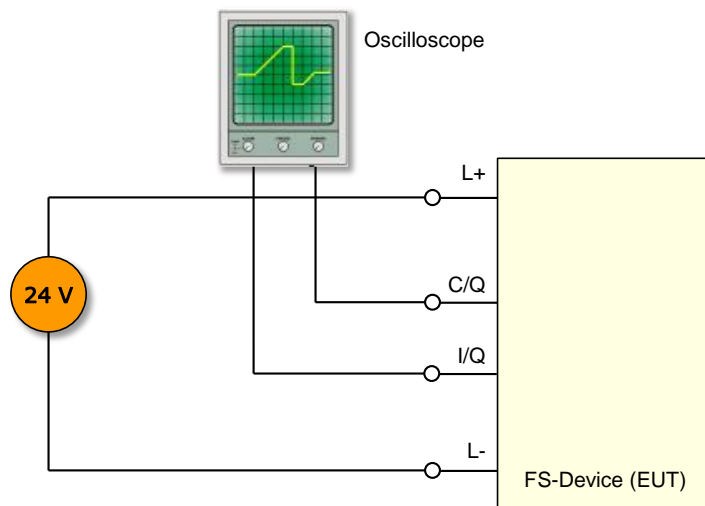 Oscilloscope
L+
24 V
C/Q
I/Q
L-
FS-Device (EUT)